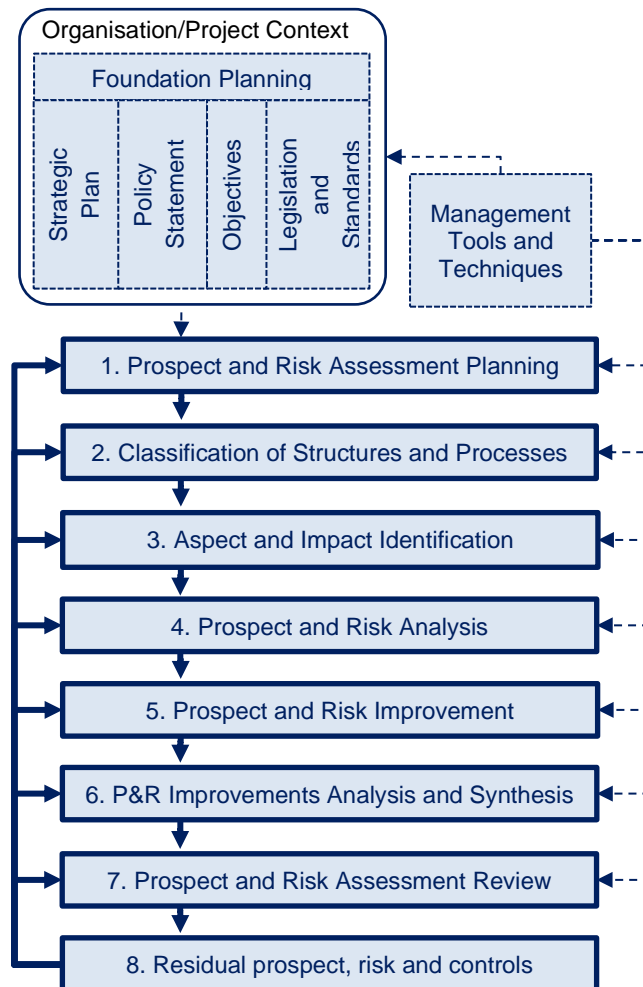 Organisation/Project Context
Foundation Planning
Strategic
Plan
Policy
Statement
Objectives
Legislation
and
Standards
Management
Tools and
Techniques
1. Prospect and Risk Assessment Planning
2. Classification of Structures and Processes
3. Aspect and Impact Identification
4. Prospect and Risk Analysis
5. Prospect and Risk Improvement
6. P&R Improvements Analysis and Synthesis
7. Prospect and Risk Assessment Review
8. Residual prospect, risk and controls